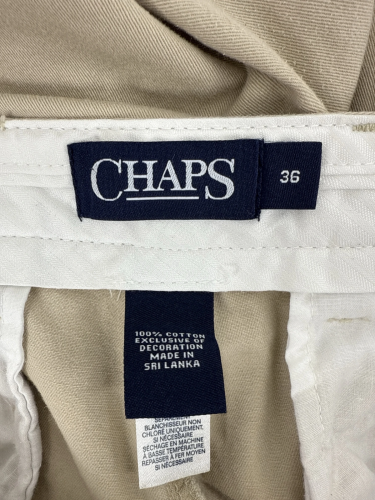 CHAPS
36
100% COTTON
EXCLUSIVE OF
DECORATION
MADE IN
SRI LANKA
SÉPARÉMENT
BLANCHISSEUR NON
CHLORÉ UNIQUEMENT,
SI NÉCESSAIRE
SÉCHAGE EN MACHINE
À BASSE TEMPÉRATURE.
REPASSER À FER MOYEN
SI NÉCESSAIRE